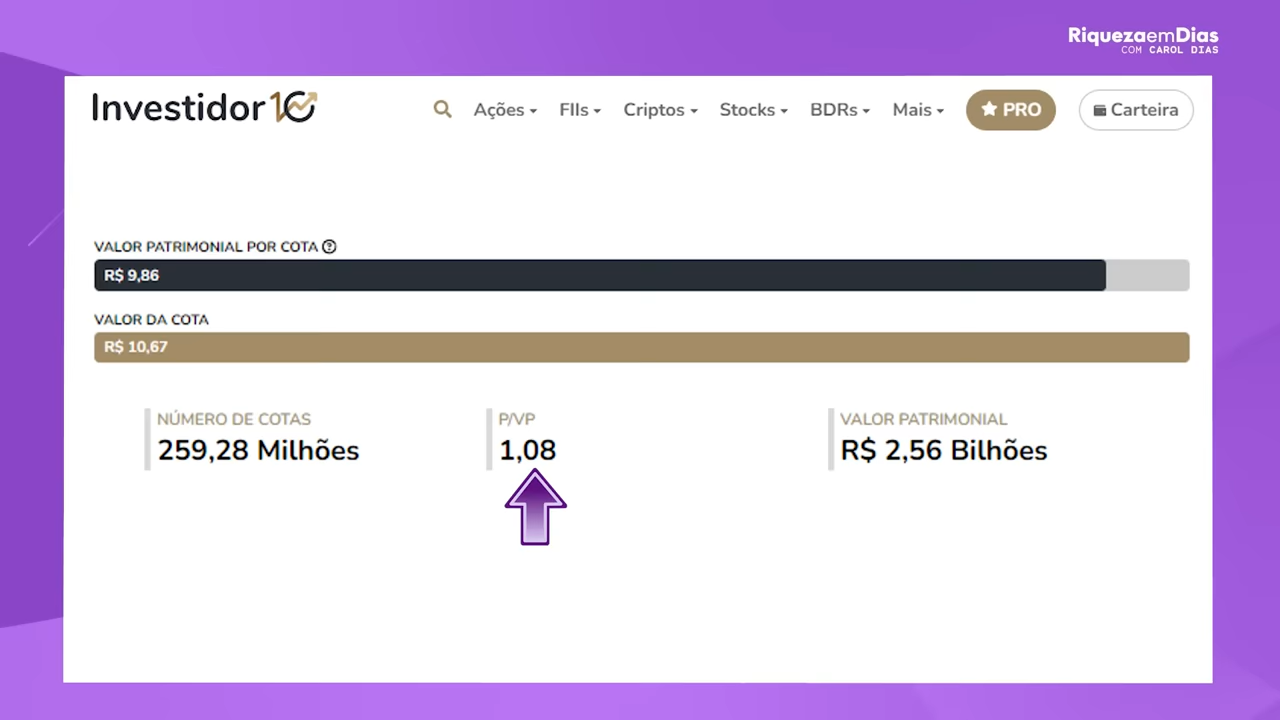 RiquezaemDias
COM CAROL DIAS
Investidor10
Ações
FIIs
Criptos
Stocks
BDRs
Mais
PRO
Carteira
VALOR PATRIMONIAL POR COTA ?
R$ 9,86
VALOR DA COTA
R$ 10,67
NÚMERO DE COTAS
259,28 Milhões
P/VP
1,08
VALOR PATRIMONIAL
R$ 2,56 Bilhões